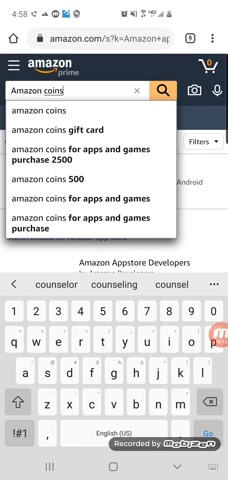 4:58
amazon.com/s?k=Amazon+ap
9
amazon
prime
0
Amazon coins
amazon coins
Filters
amazon coins gift card
amazon coins for apps and games
purchase 2500
amazon coins 500
Android
amazon coins for apps and games
amazon coins for apps and games
purchase
Amazon Appstore Developers
counselor counseling counsel
1 2 3 4 5 6 7 8 9 0
q w e r t y u i o p
a s d f g h j k l
z x c v b n m
!#1 , English (US) . Go
Recorded by mobizen